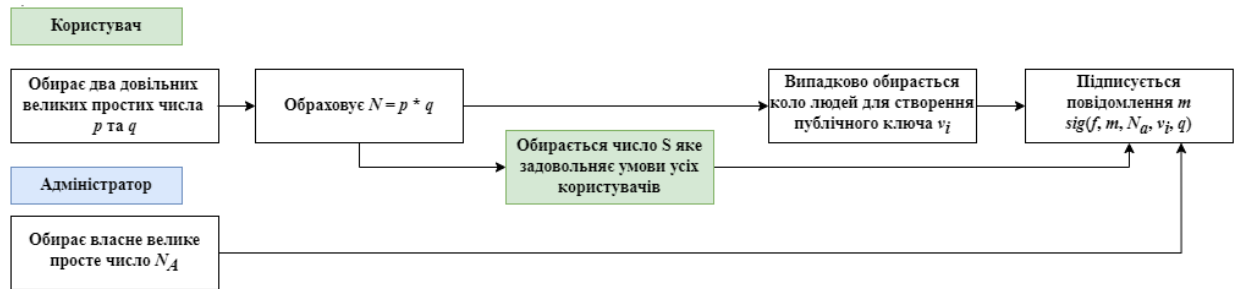 Користувач
Обирає два довільних
великих простих числа
p та q
Обраховує N = p * q
Випадково обирається
коло людей для створення
публічного ключа vi
Підписується
повідомлення m
sig(f, m, Na, vi, q)
Обирається число S яке
задовольняє умови усіх
користувачів
Адміністратор
Обирає власне велике
просте число NA